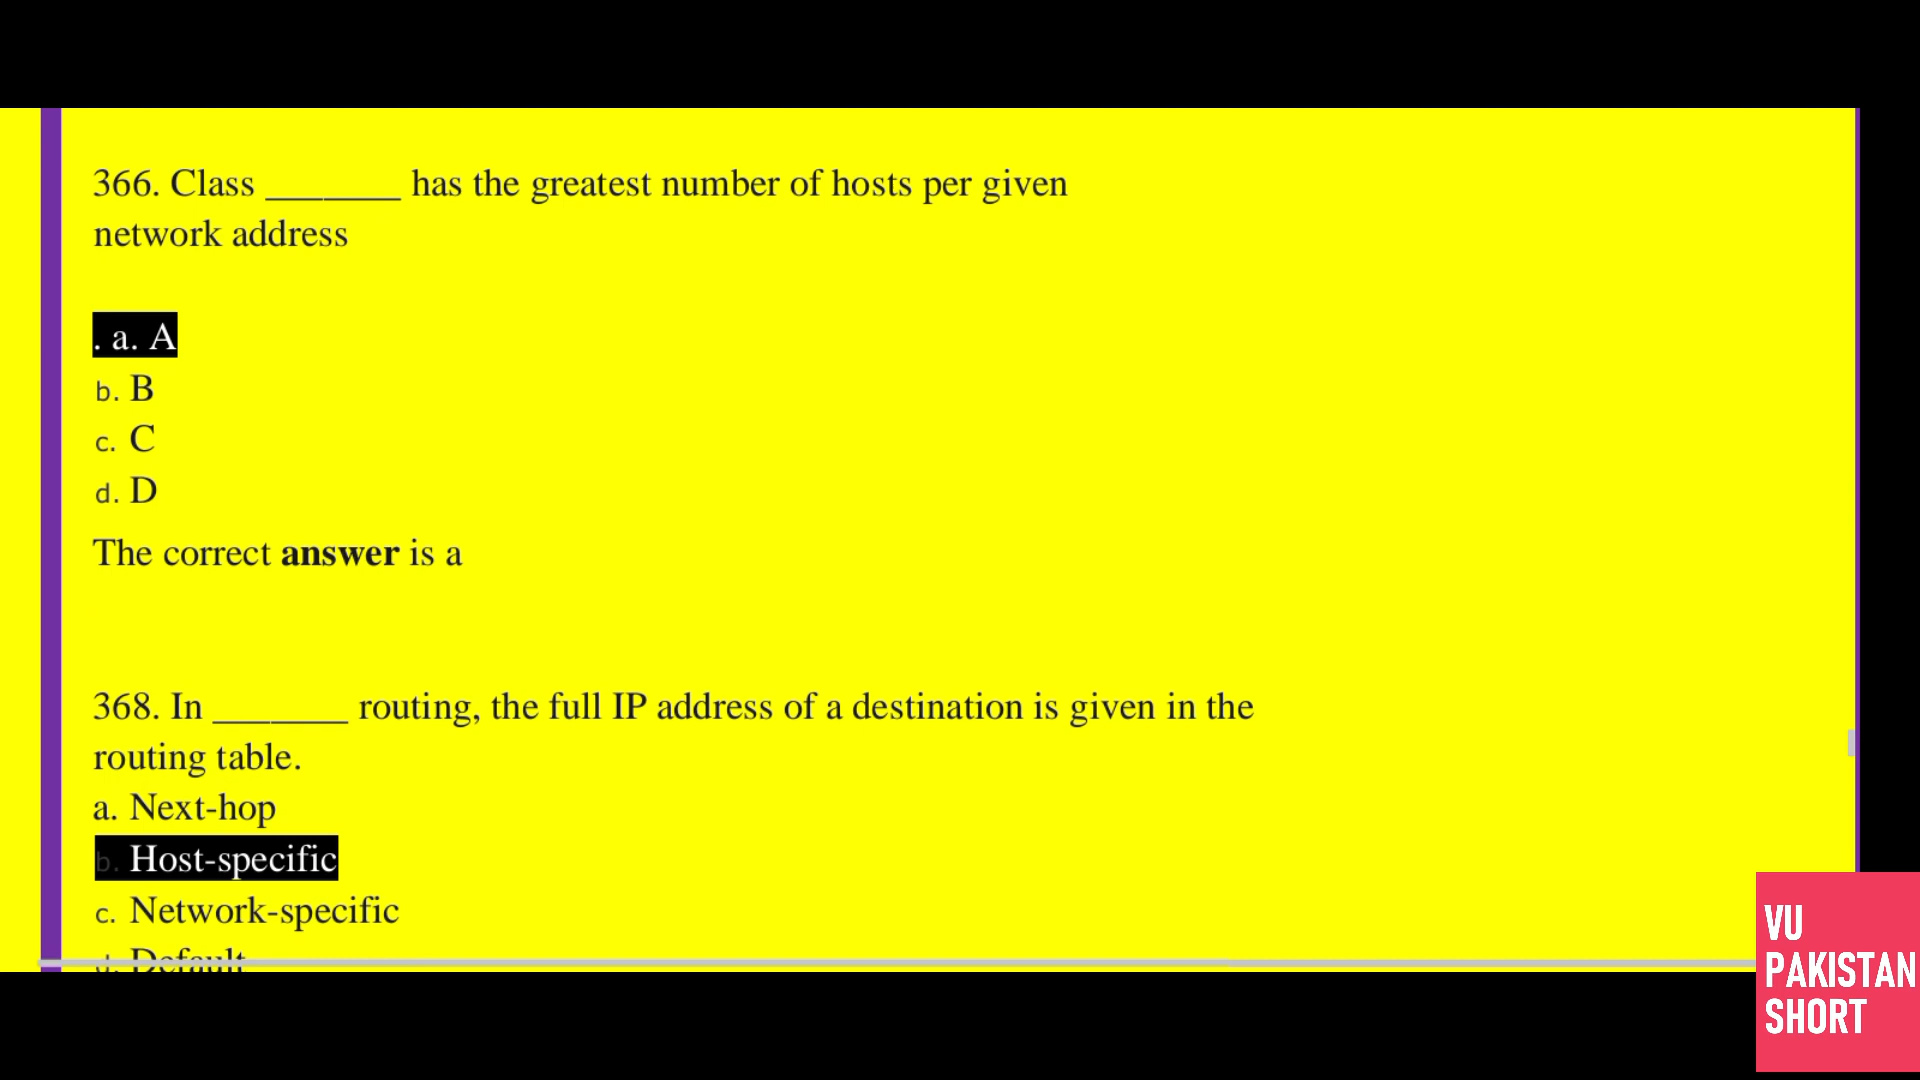 366. Class _______ has the greatest number of hosts per given
network address
. a. A
b. B
c. C
d. D
The correct answer is a
368. In _______ routing, the full IP address of a destination is given in the
routing table.
a. Next-hop
b. Host-specific
c. Network-specific
d. Default
VU
PAKISTAN
SHORT